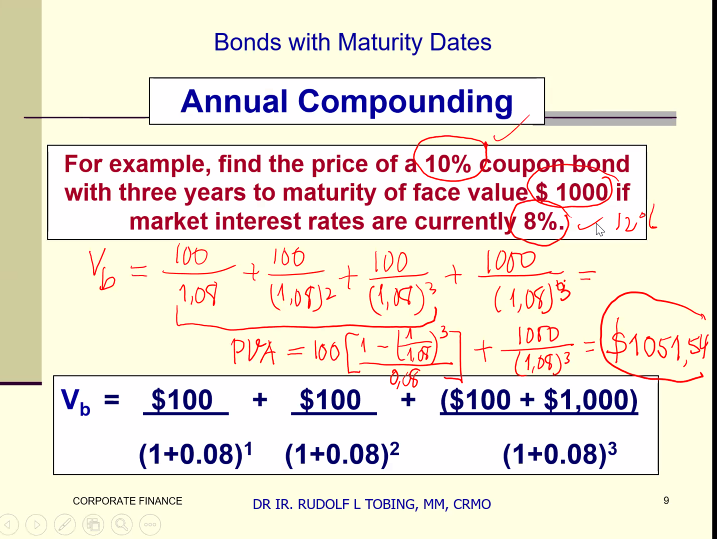 Bonds with Maturity Dates
Annual Compounding
For example, find the price of a 10% coupon bond
with three years to maturity of face value $ 1000 if
market interest rates are currently 8%. 12%
Vb = 100/1,08 + 100/(1,08)² + 100/(1,08)³ + 1000/(1,08)³ =
PVA = 100 [1 - (1/1,08)³ / 0,08] + 1000/(1,08)³ = $1051,54
Vb = $100 + $100 + ($100 + $1,000)
(1+0.08)¹ (1+0.08)² (1+0.08)³
CORPORATE FINANCE DR IR. RUDOLF L TOBING, MM, CRMO 9